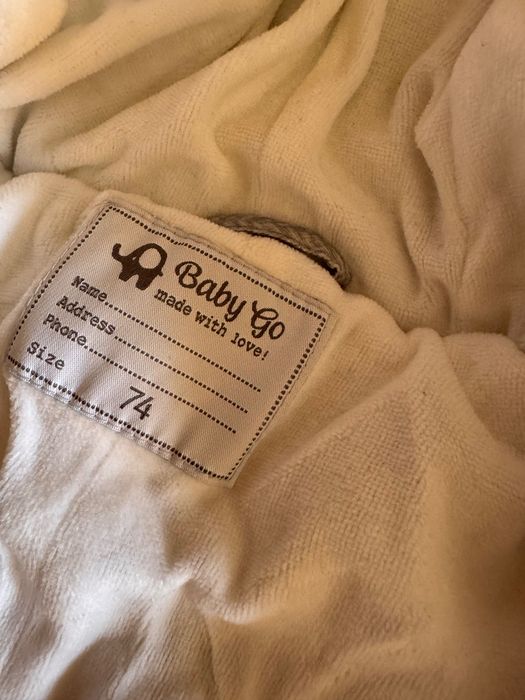 Baby Go
made with love!
Name........................
Address........................
Phone........................
Size 74